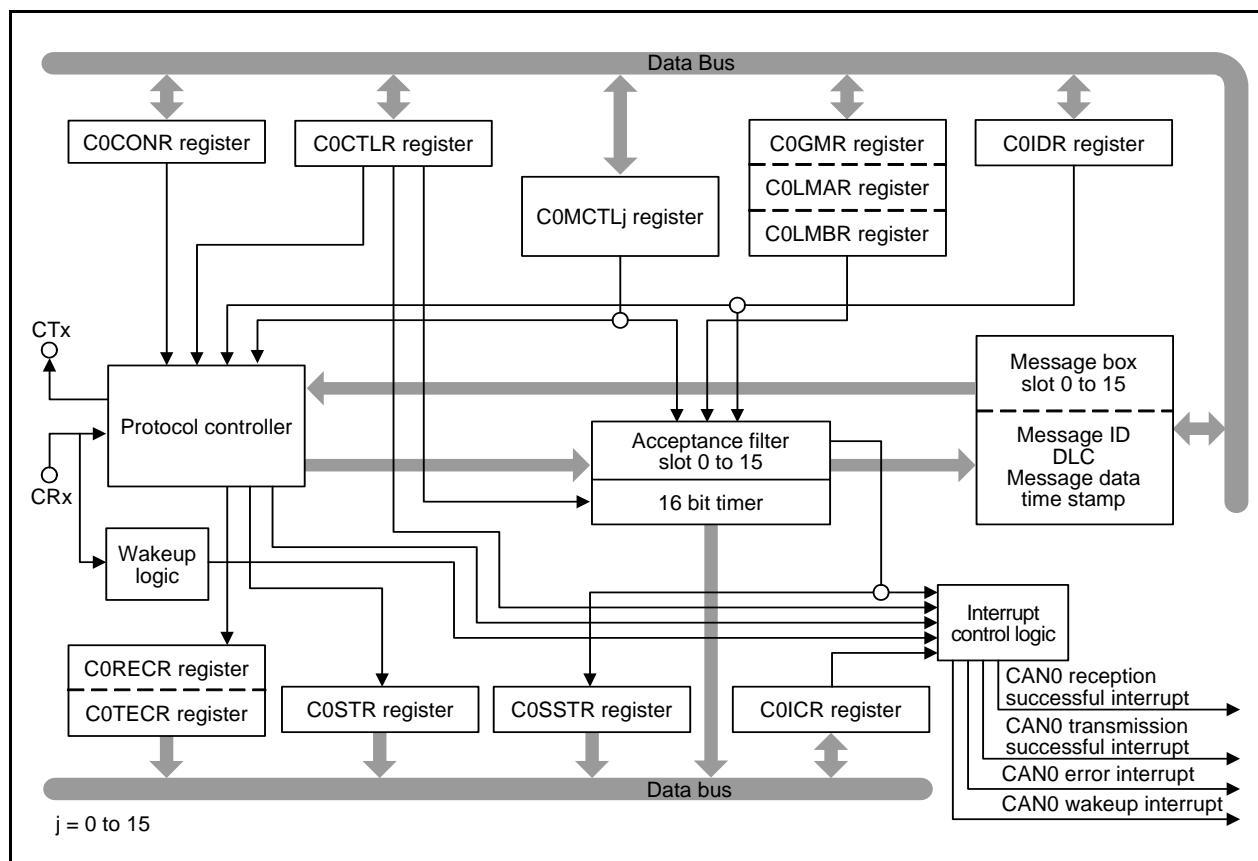 Data Bus
C0CONR register
C0CTLR register
C0GMR register
C0IDR register
C0LMAR register
C0MCTLj register
C0LMBR register
CTx
Message box
slot 0 to 15
Protocol controller
Acceptance filter
slot 0 to 15
Message ID
DLC
Message data
time stamp
CRx
16 bit timer
Wakeup
logic
Interrupt
control logic
C0RECR register
C0TECR register
C0STR register
C0SSTR register
C0ICR register
CAN0 reception
successful interrupt
CAN0 transmission
successful interrupt
CAN0 error interrupt
CAN0 wakeup interrupt
Data bus
j = 0 to 15